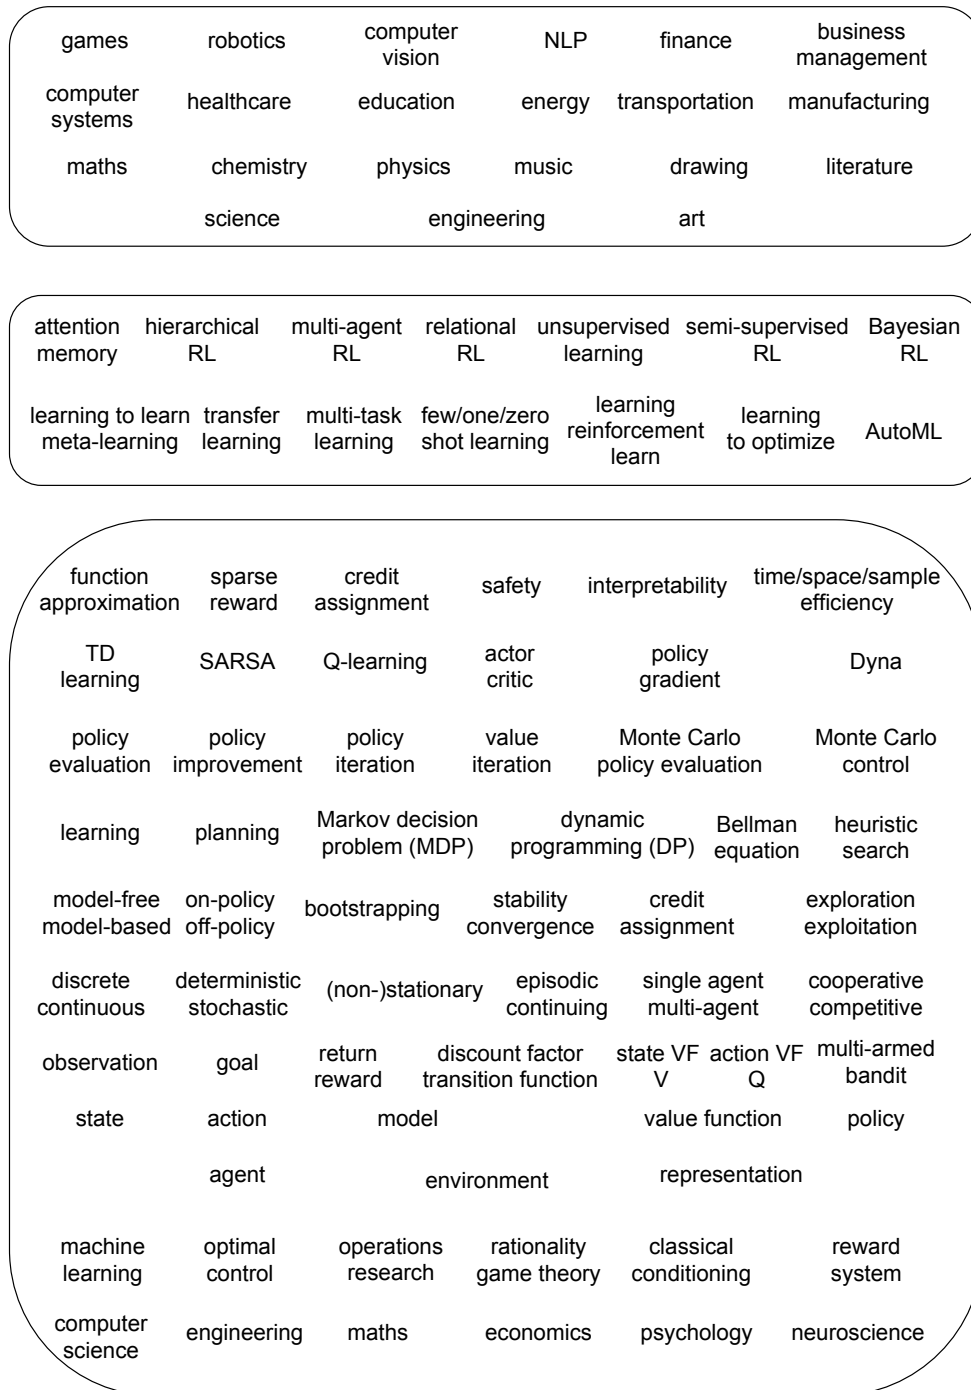 games robotics computer vision NLP finance business management
computer systems healthcare education energy transportation manufacturing
maths chemistry physics music drawing literature
science engineering art
attention memory hierarchical RL multi-agent RL relational RL unsupervised learning semi-supervised RL Bayesian RL
learning to learn meta-learning transfer learning multi-task learning few/one/zero shot learning learning reinforcement learn learning to optimize AutoML
function approximation sparse reward credit assignment safety interpretability time/space/sample efficiency
TD learning SARSA Q-learning actor critic policy gradient Dyna
policy evaluation policy improvement policy iteration value iteration Monte Carlo policy evaluation Monte Carlo control
learning planning Markov decision problem (MDP) dynamic programming (DP) Bellman equation heuristic search
model-free model-based on-policy off-policy bootstrapping stability convergence credit assignment exploration exploitation
discrete continuous deterministic stochastic (non-)stationary episodic continuing single agent multi-agent cooperative competitive
observation goal return reward discount factor transition function state VF V action VF Q multi-armed bandit
state action model value function policy
agent environment representation
machine learning optimal control operations research rationality game theory classical conditioning reward system
computer science engineering maths economics psychology neuroscience